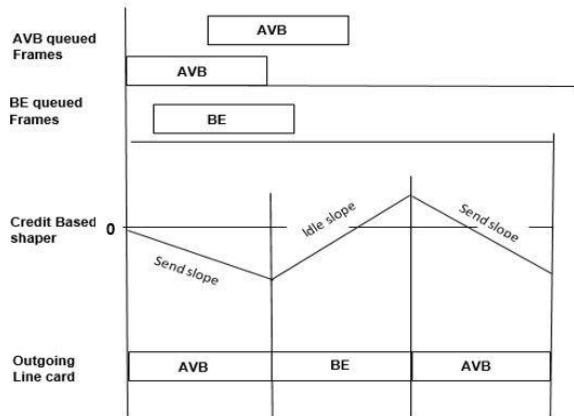 AVB queued
Frames
AVB
AVB
BE queued
Frames
BE
Credit Based
shaper
0
Send slope
Idle slope
Send slope
Outgoing
Line card
AVB
BE
AVB